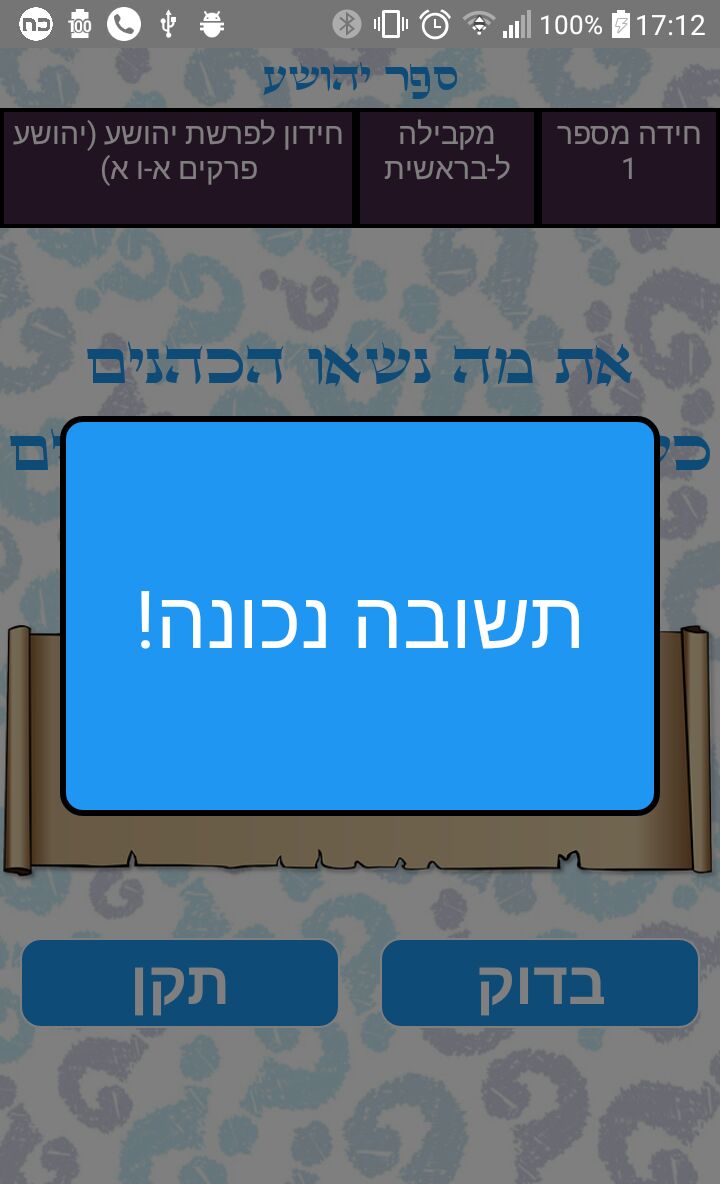 100% 17:12
ספר יהושע
חידה מספר 1
מקבילה ל-בראשית
חידון לפרשת יהושע (יהושע פרקים א-ו א)
את מה נשאו הכהנים
תשובה נכונה!
בדוק
תקן